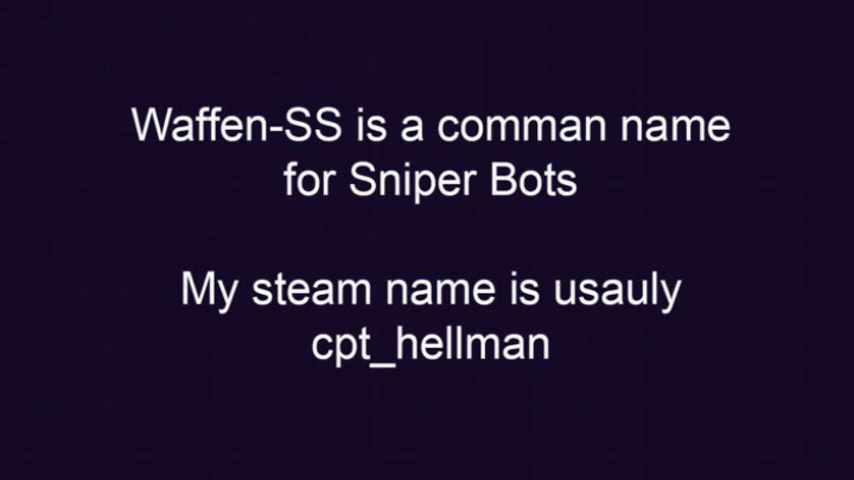 Waffen-SS is a comman name
for Sniper Bots
My steam name is usauly
cpt_hellman